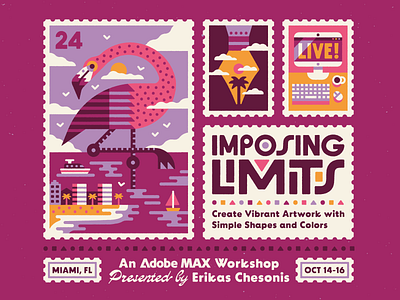 24
LIVE!
IMPOSING
LIMITS
Create Vibrant Artwork with
Simple Shapes and Colors
MIAMI, FL
An Adobe MAX Workshop
Presented by Erikas Chesonis
OCT 14-16